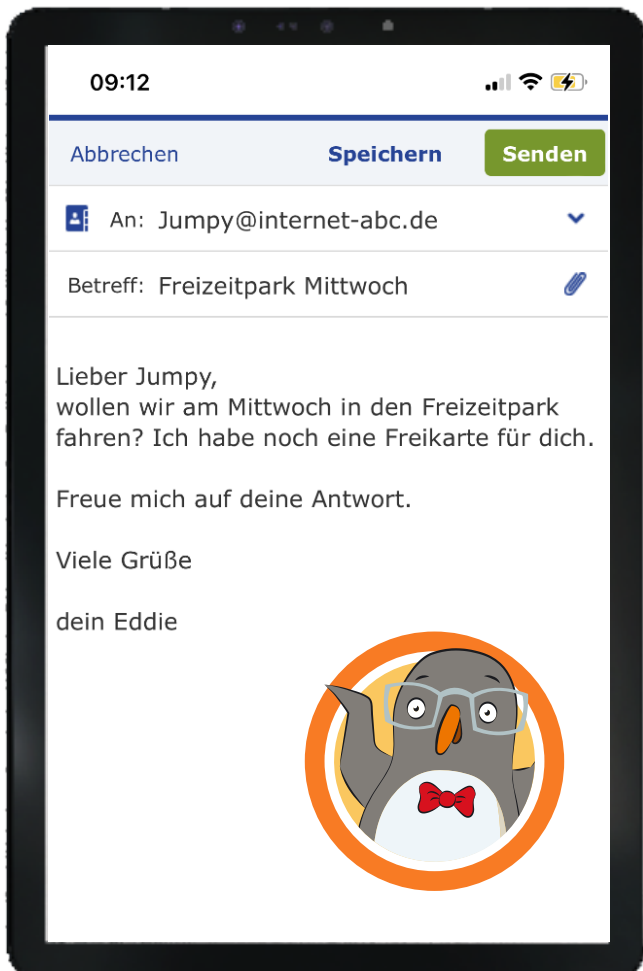 09:12
Abbrechen Speichern Senden
An: Jumpy@internet-abc.de
Betreff: Freizeitpark Mittwoch
Lieber Jumpy,
wollen wir am Mittwoch in den Freizeitpark
fahren? Ich habe noch eine Freikarte für dich.
Freue mich auf deine Antwort.
Viele Grüße
dein Eddie